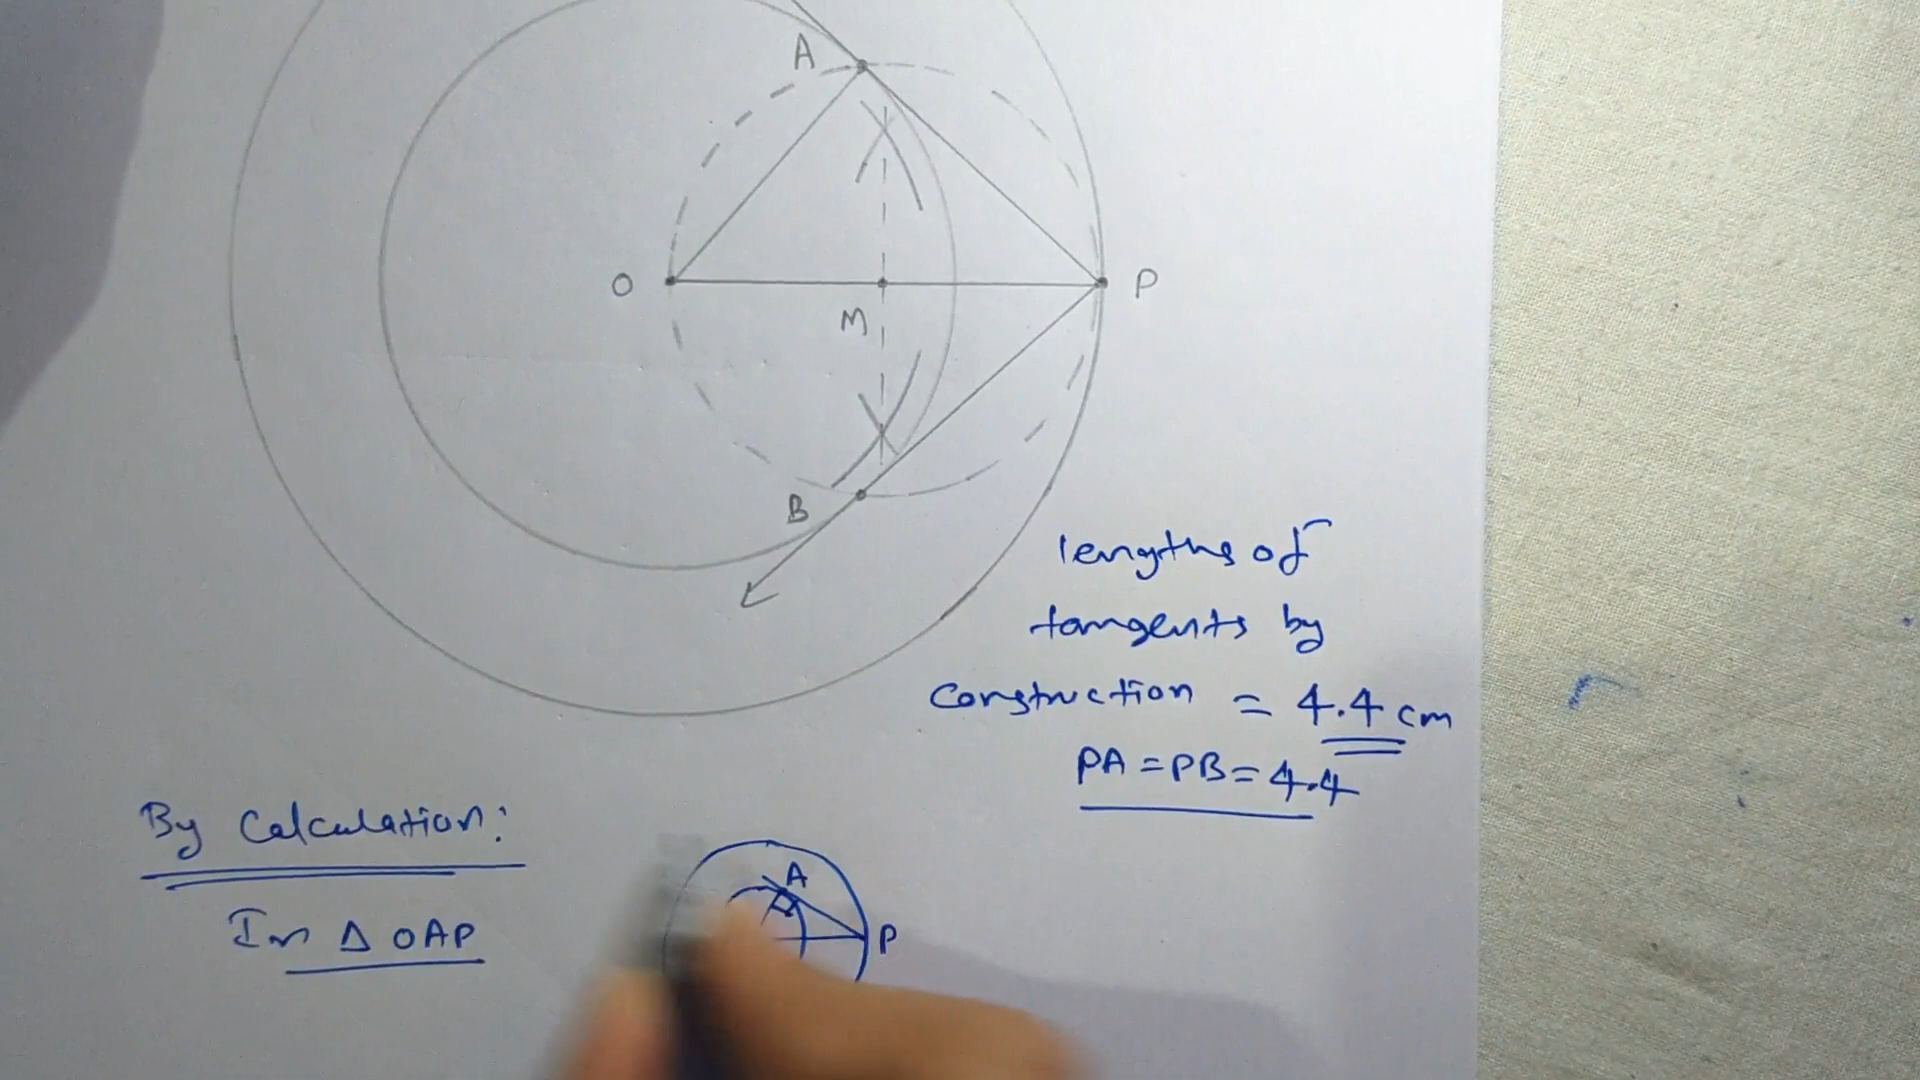 A
O
M
P
B
lengths of
tangents by
Construction = 4.4 cm
PA = PB = 4.4
By Calculation:
In Δ OAP
A
P